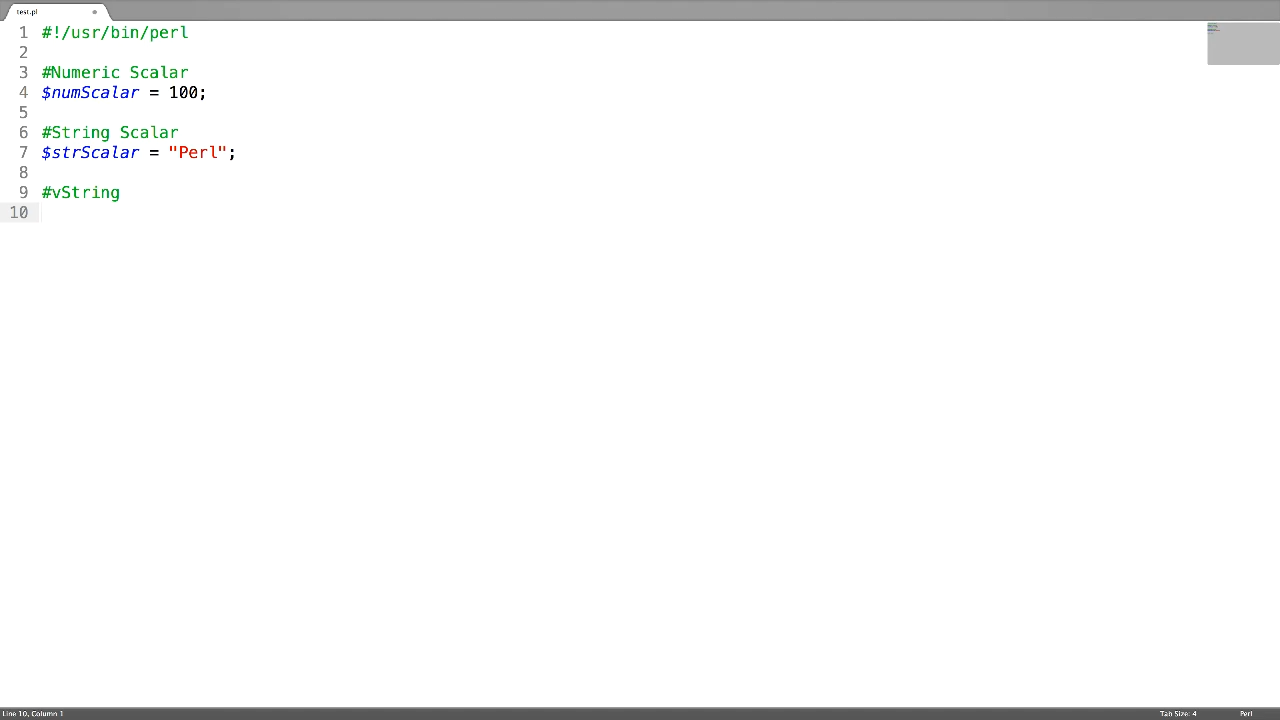 test.pl
1 #!/usr/bin/perl
2
3 #Numeric Scalar
4 $numScalar = 100;
5
6 #String Scalar
7 $strScalar = "Perl";
8
9 #vString
10
Line 10, Column 1 Tab Size: 4 Perl